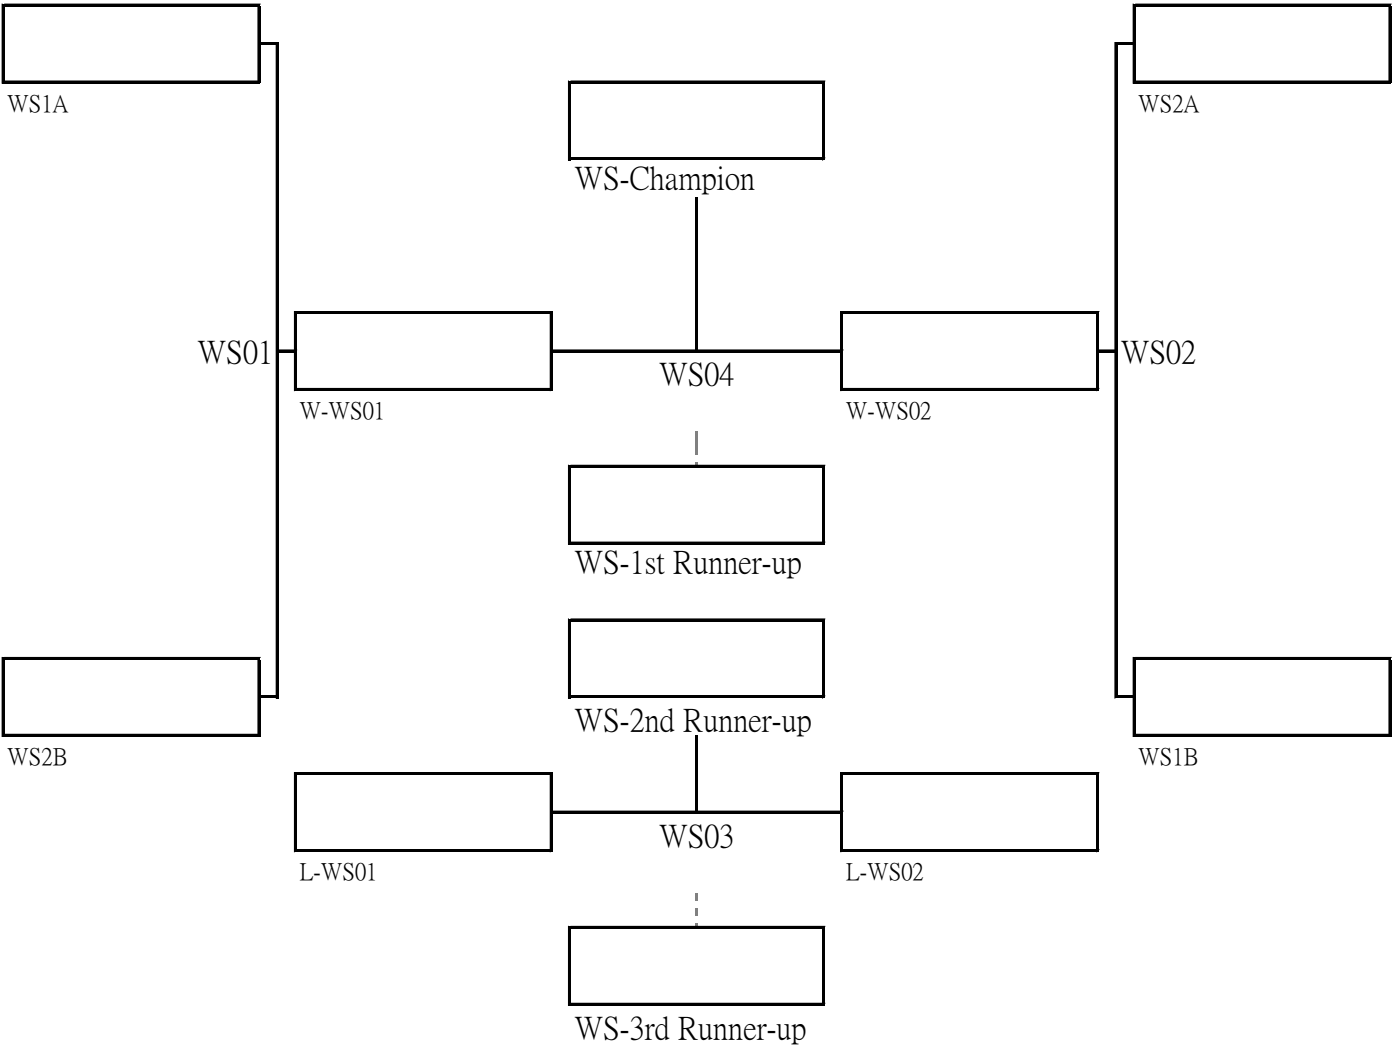 WS1A
WS2A
WS-Champion
WS01
WS02
WS04
W-WS01
W-WS02
WS-1st Runner-up
WS-2nd Runner-up
WS2B
WS1B
WS03
L-WS01
L-WS02
WS-3rd Runner-up